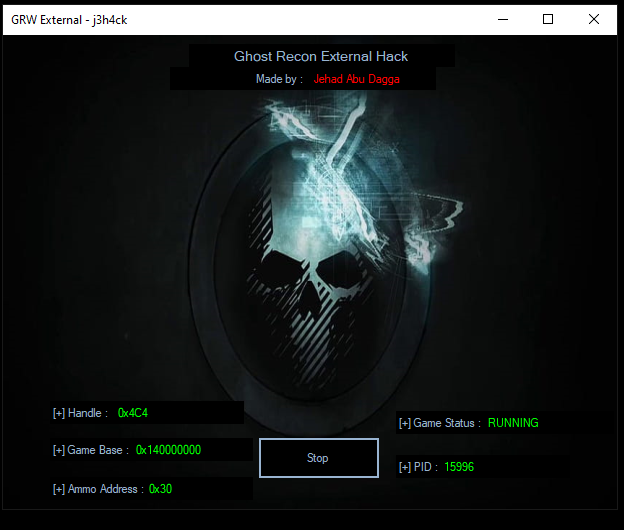 GRW External - j3h4ck
Ghost Recon External Hack
Made by : Jehad Abu Dagga
[+] Handle : 0x4C4
[+] Game Status : RUNNING
[+] Game Base : 0x140000000
Stop
[+] PID : 15996
[+] Ammo Address : 0x30